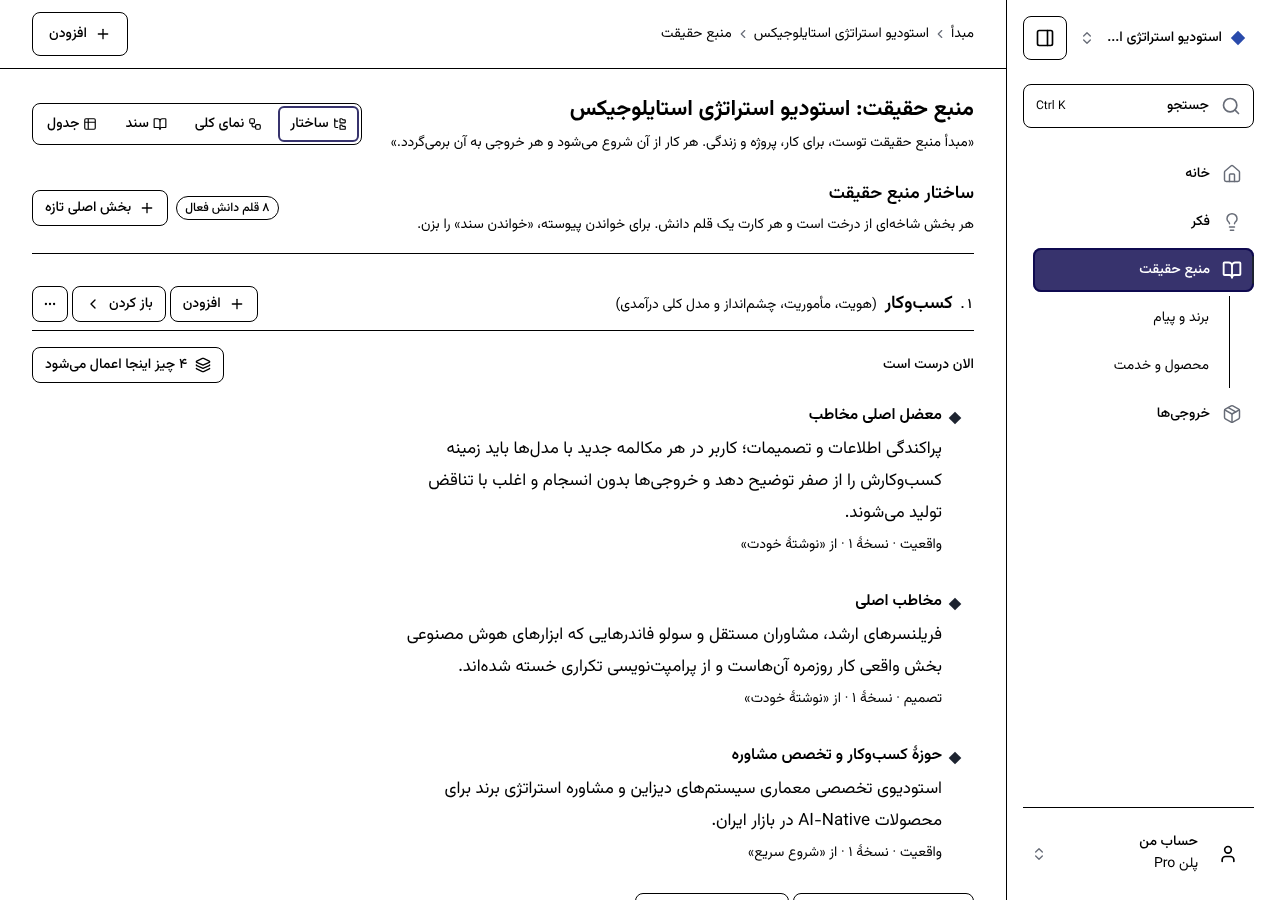 استودیو استراتژی ا...
جستجو
Ctrl K
خانه
فکر
منبع حقیقت
برند و پیام
محصول و خدمت
خروجی‌ها
حساب من
پلن Pro
مبدأ › استودیو استراتژی استایلوجیکس › منبع حقیقت
افزودن
منبع حقیقت: استودیو استراتژی استایلوجیکس
«مبدأ منبع حقیقت توست، برای کار، پروژه و زندگی. هر کار از آن شروع می‌شود و هر خروجی به آن برمی‌گردد.»
ساختار
نمای کلی
سند
جدول
ساختار منبع حقیقت
هر بخش شاخه‌ای از درخت است و هر کارت یک قلم دانش. برای خواندن پیوسته، «خواندن سند» را بزن.
۸ قلم دانش فعال
بخش اصلی تازه
۱. کسب‌وکار (هویت، مأموریت، چشم‌انداز و مدل کلی درآمدی)
افزودن
باز کردن
...
الان درست است
۴ چیز اینجا اعمال می‌شود
معضل اصلی مخاطب
پراکندگی اطلاعات و تصمیمات؛ کاربر در هر مکالمه جدید با مدل‌ها باید زمینه
کسب‌وکارش را از صفر توضیح دهد و خروجی‌ها بدون انسجام و اغلب با تناقض
تولید می‌شوند.
واقعیت · نسخهٔ ۱ · از «نوشتهٔ خودت»
مخاطب اصلی
فریلنسرهای ارشد، مشاوران مستقل و سولو فاندرهایی که ابزارهای هوش مصنوعی
بخش واقعی کار روزمره آن‌هاست و از پرامپت‌نویسی تکراری خسته شده‌اند.
تصمیم · نسخهٔ ۱ · از «نوشتهٔ خودت»
حوزهٔ کسب‌وکار و تخصص مشاوره
استودیوی تخصصی معماری سیستم‌های دیزاین و مشاوره استراتژی برند برای
محصولات AI-Native در بازار ایران.
واقعیت · نسخهٔ ۱ · از «شروع سریع»